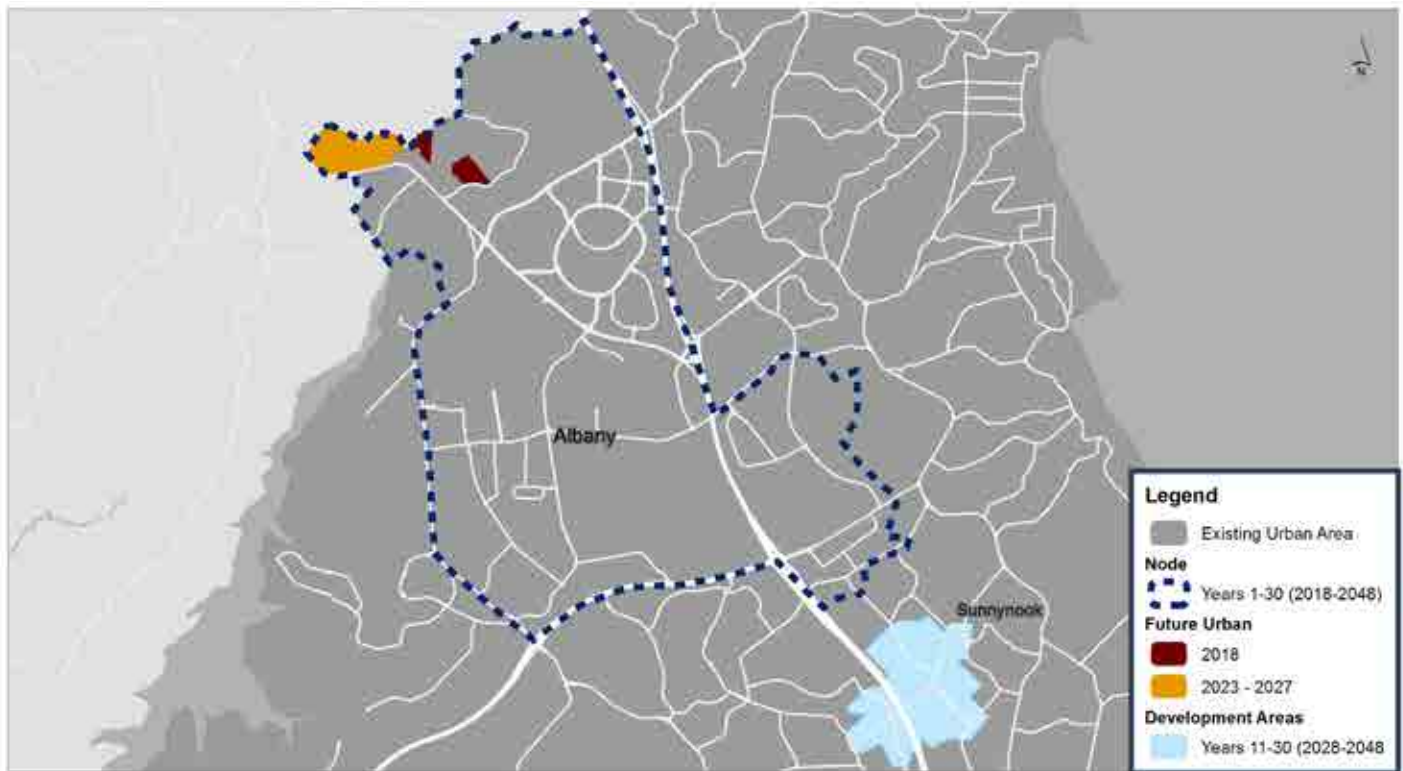 N
Albany
Sunnynook
Legend
Existing Urban Area
Node
Years 1-30 (2018-2048)
Future Urban
2018
2023 - 2027
Development Areas
Years 11-30 (2028-2048